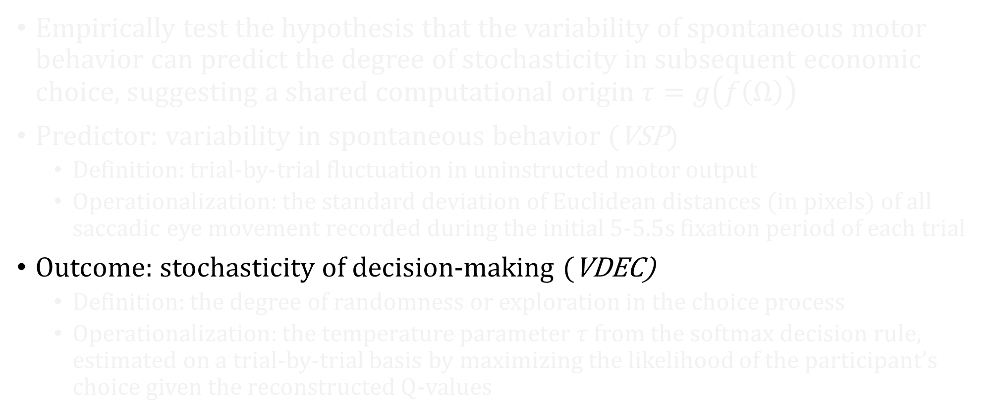 • Empirically test the hypothesis that the variability of spontaneous motor
behavior can predict the degree of stochasticity in subsequent economic
choice, suggesting a shared computational origin τ = g(f(Ω))
• Predictor: variability in spontaneous behavior (VSP)
• Definition: trial-by-trial fluctuation in uninstructed motor output
• Operationalization: the standard deviation of Euclidean distances (in pixels) of all
saccadic eye movement recorded during the initial 5-5.5s fixation period of each trial
• Outcome: stochasticity of decision-making (VDEC)
• Definition: the degree of randomness or exploration in the choice process
• Operationalization: the temperature parameter τ from the softmax decision rule,
estimated on a trial-by-trial basis by maximizing the likelihood of the participant’s
choice given the reconstructed Q-values